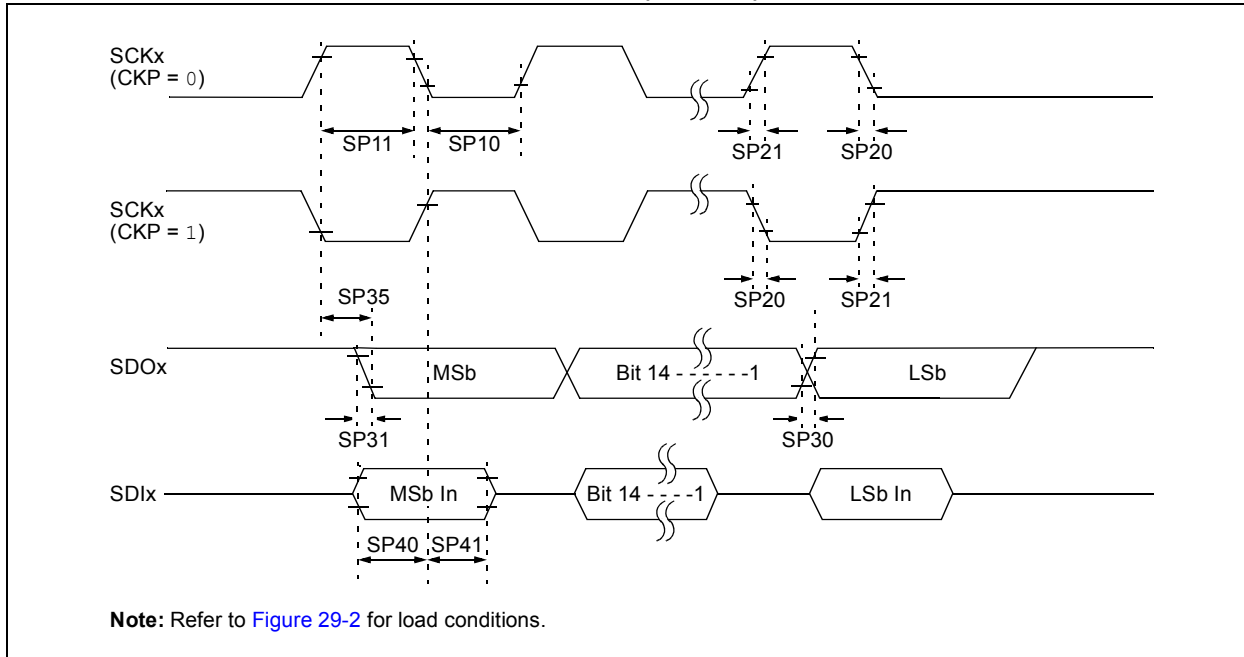 SCKx
(CKP = 0)
SP11
SP10
SP21
SP20
SCKx
(CKP = 1)
SP35
SP20
SP21
SDOx
MSb
Bit 14 - - - - - -1
LSb
SP31
SP30
SDIx
MSb In
Bit 14 - - - -1
LSb In
SP40
SP41
Note: Refer to Figure 29-2 for load conditions.